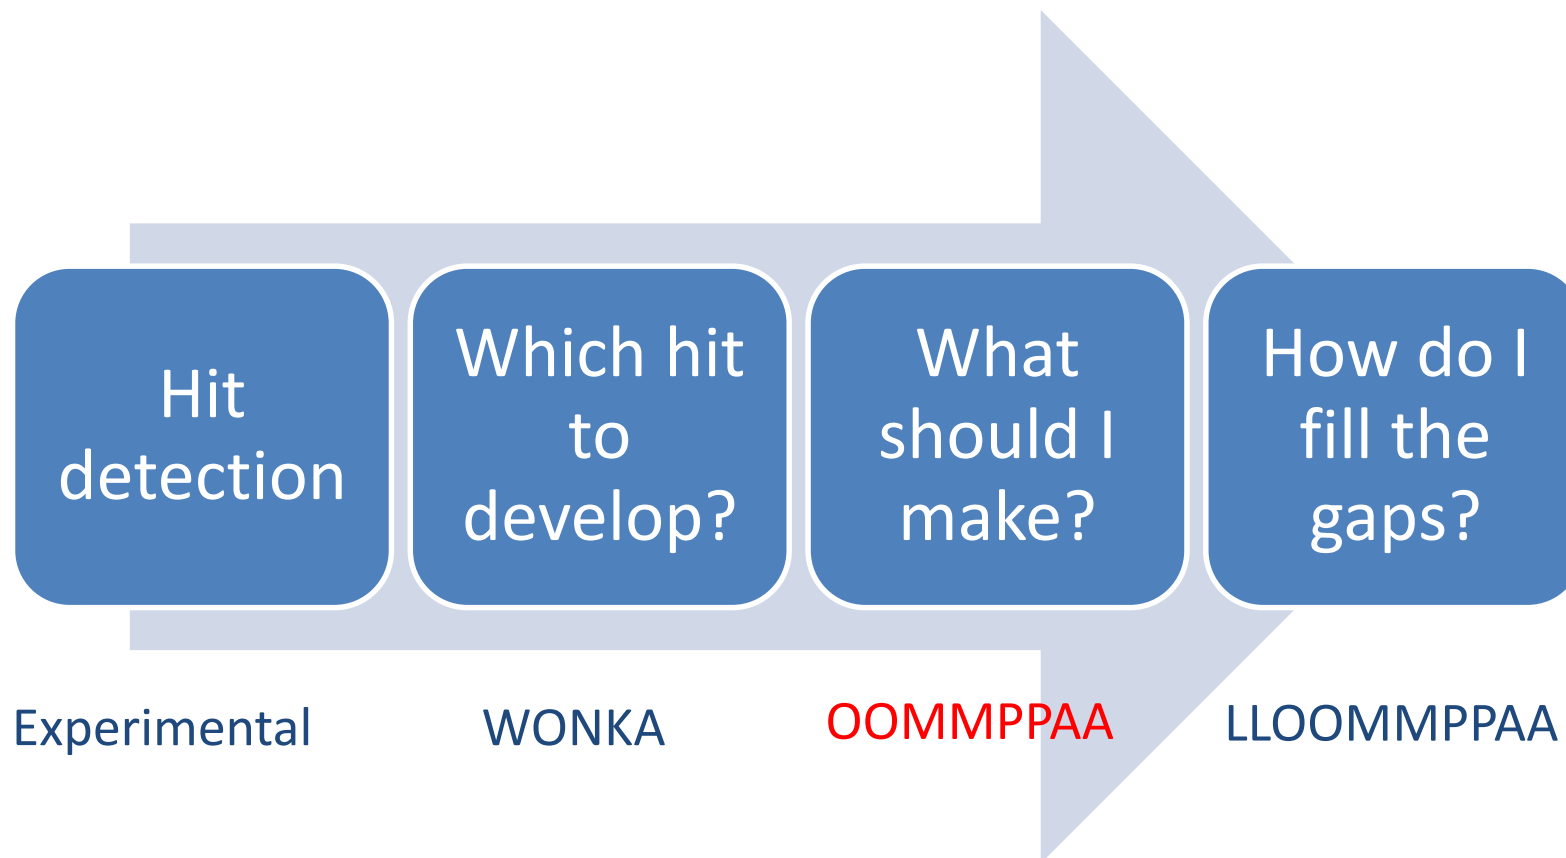 Hit
detection
Which hit
to
develop?
What
should I
make?
How do I
fill the
gaps?
Experimental
WONKA
OOMMPPAA
LLOOMMPPAA